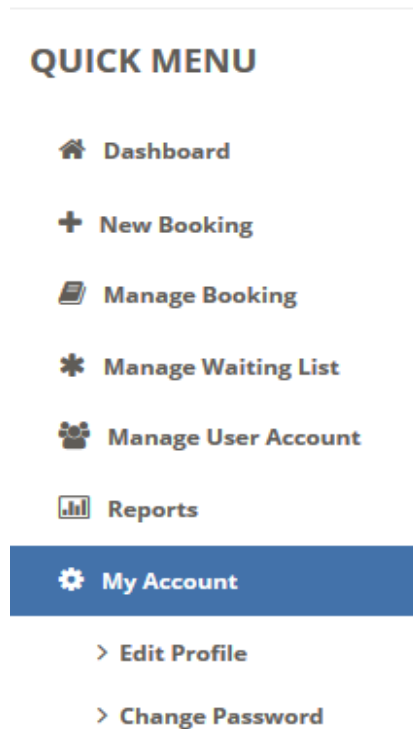 QUICK MENU
Dashboard
New Booking
Manage Booking
Manage Waiting List
Manage User Account
Reports
My Account
> Edit Profile
> Change Password